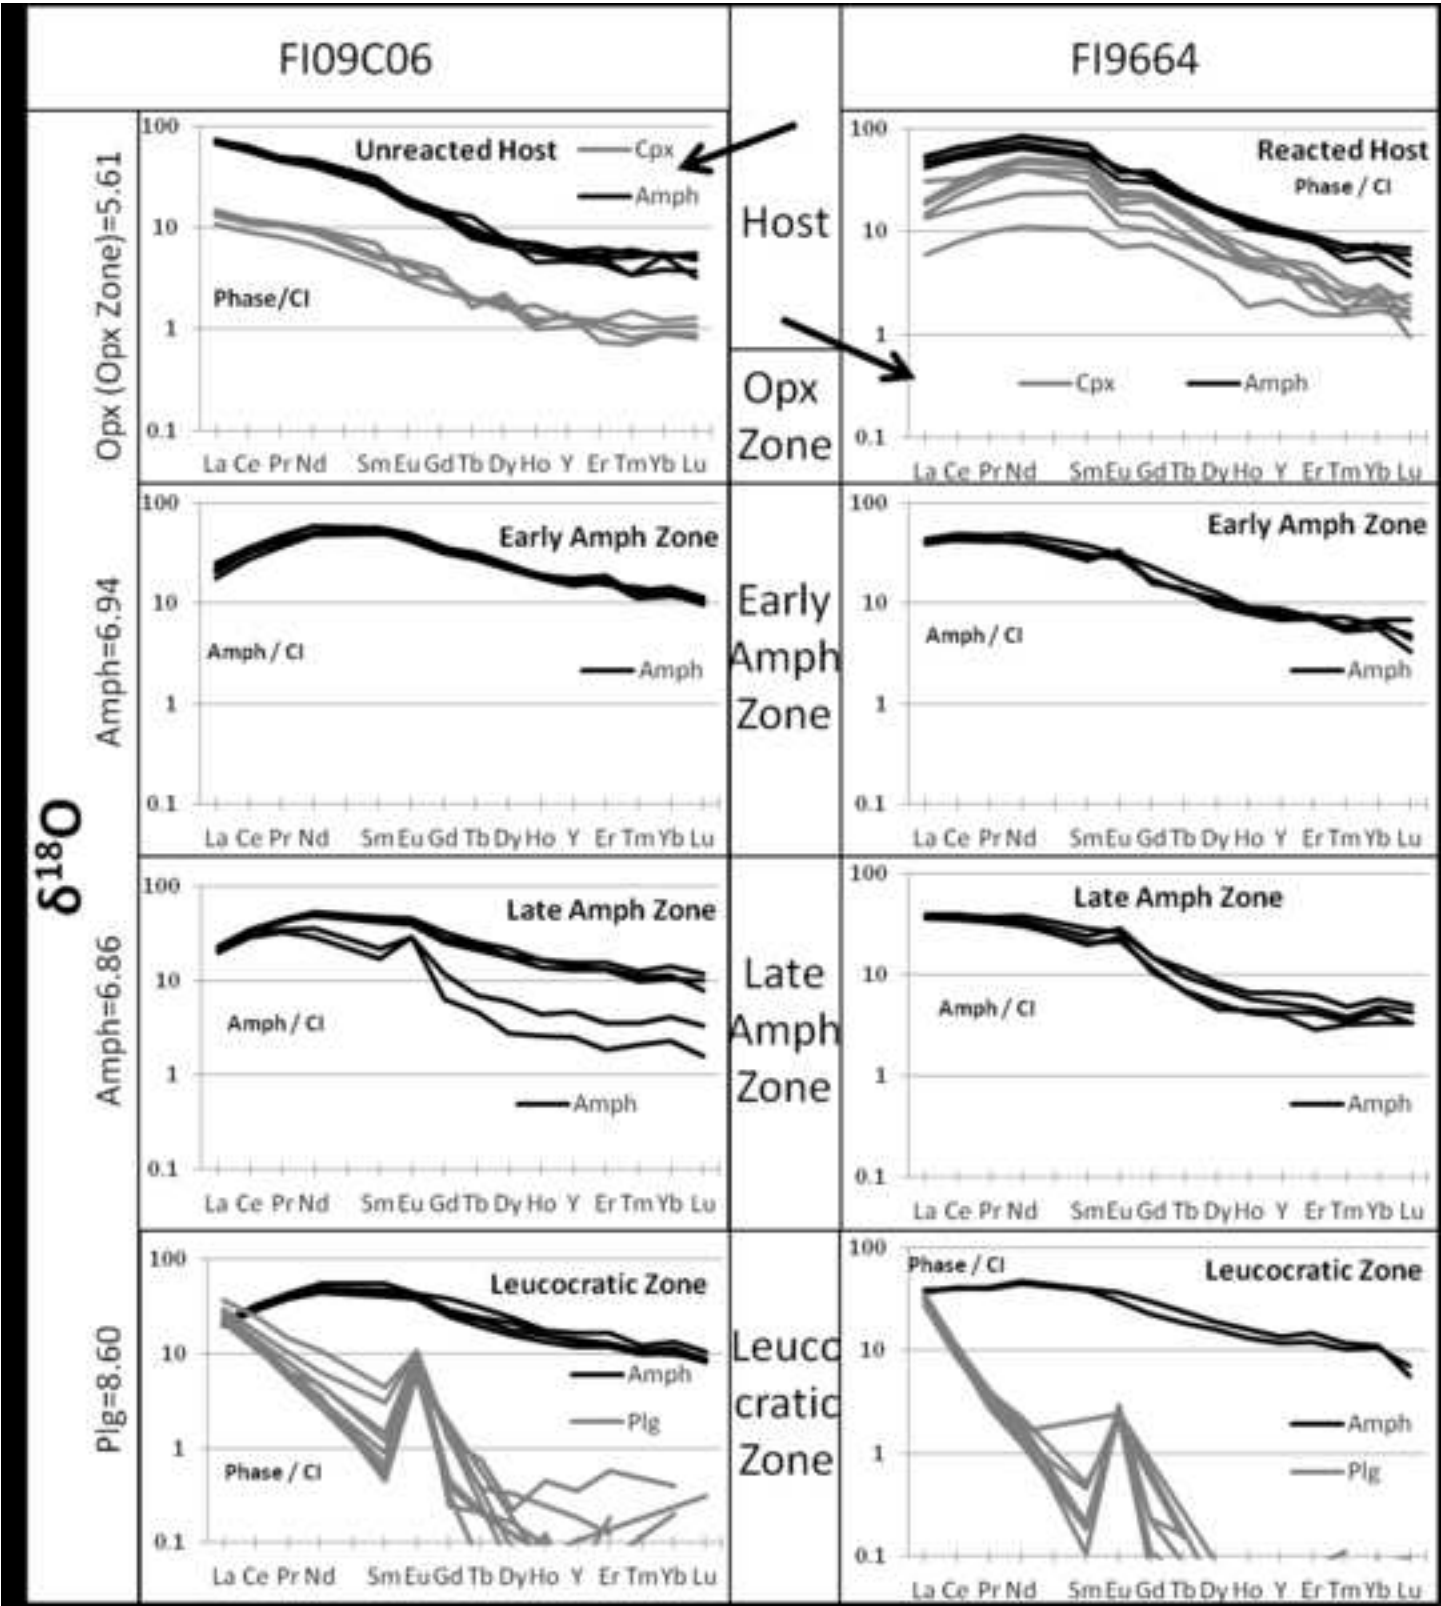 FI09C06
FI9664
δ18O
Opx (Opx Zone)=5.61
Amph=6.94
Amph=6.86
Plg=8.60
100
10
1
0.1
Unreacted Host
Cpx
Amph
Phase/CI
La Ce Pr Nd Sm Eu Gd Tb Dy Ho Y Er Tm Yb Lu
Host
Opx
Zone
100
10
1
0.1
Reacted Host
Phase / CI
Cpx
Amph
La Ce Pr Nd Sm Eu Gd Tb Dy Ho Y Er Tm Yb Lu
100
10
1
0.1
Early Amph Zone
Amph / CI
Amph
La Ce Pr Nd Sm Eu Gd Tb Dy Ho Y Er Tm Yb Lu
Early
Amph
Zone
100
10
1
0.1
Early Amph Zone
Amph / CI
Amph
La Ce Pr Nd Sm Eu Gd Tb Dy Ho Y Er Tm Yb Lu
100
10
1
0.1
Late Amph Zone
Amph / CI
Amph
La Ce Pr Nd Sm Eu Gd Tb Dy Ho Y Er Tm Yb Lu
Late
Amph
Zone
100
10
1
0.1
Late Amph Zone
Amph / CI
Amph
La Ce Pr Nd Sm Eu Gd Tb Dy Ho Y Er Tm Yb Lu
100
10
1
0.1
Leucocratic Zone
Amph
Plg
Phase / CI
La Ce Pr Nd Sm Eu Gd Tb Dy Ho Y Er Tm Yb Lu
Leuco
cratic
Zone
100
10
1
0.1
Phase / CI
Leucocratic Zone
Amph
Plg
La Ce Pr Nd Sm Eu Gd Tb Dy Ho Y Er Tm Yb Lu